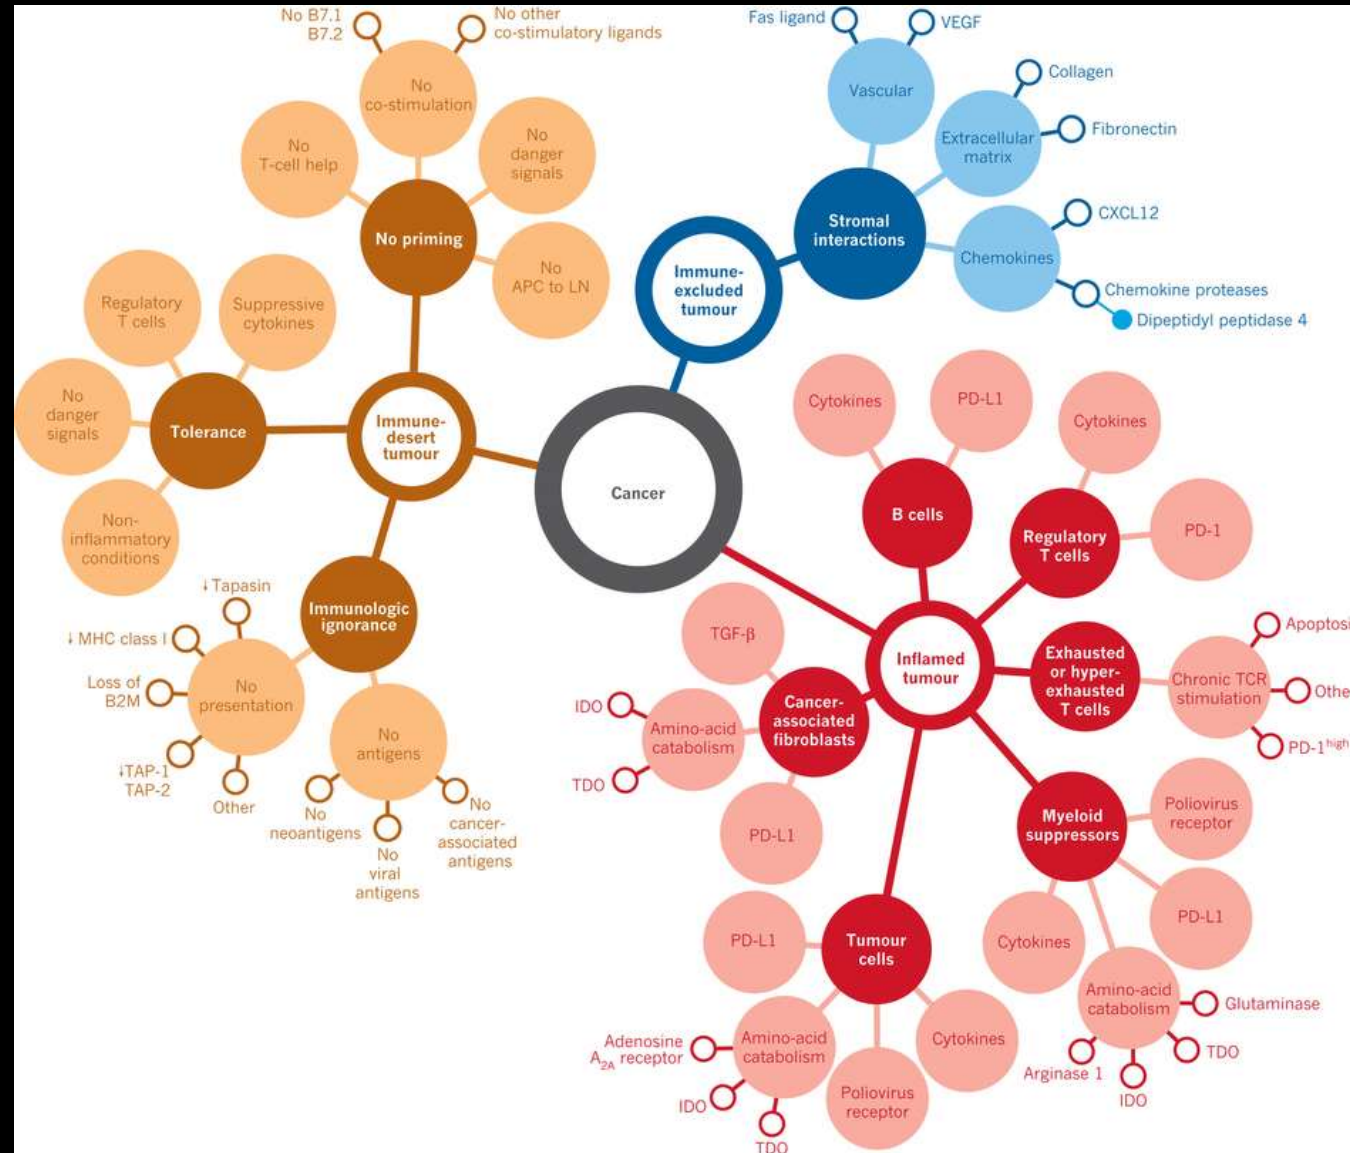 No B7.1
B7.2
No other
co-stimulatory ligands
No
co-stimulation
No
T-cell help
No
danger
signals
No priming
No
APC to LN
Regulatory
T cells
Suppressive
cytokines
No
danger
signals
Tolerance
Non-
inflammatory
conditions
Immune-
desert
tumour
Immunologic
ignorance
↓Tapasin
↓ MHC class I
Loss of
B2M
↓TAP-1
TAP-2
Other
No
presentation
No
antigens
No
neoantigens
No
viral
antigens
No
cancer-
associated
antigens
Cancer
Immune-
excluded
tumour
Stromal
interactions
Fas ligand
VEGF
Vascular
Collagen
Extracellular
matrix
Fibronectin
CXCL12
Chemokines
Chemokine proteases
Dipeptidyl peptidase 4
Inflamed
tumour
Cytokines
PD-L1
B cells
Cytokines
Regulatory
T cells
PD-1
Exhausted
or hyper-
exhausted
T cells
Chronic TCR
stimulation
Apoptosi
Othe
PD-1high
TGF-β
Cancer-
associated
fibroblasts
IDO
Amino-acid
catabolism
TDO
PD-L1
Myeloid
suppressors
Poliovirus
receptor
PD-L1
Cytokines
Amino-acid
catabolism
Glutaminase
TDO
Arginase 1
IDO
Tumour
cells
PD-L1
Amino-acid
catabolism
Adenosine
A2A receptor
IDO
TDO
Poliovirus
receptor
Cytokines